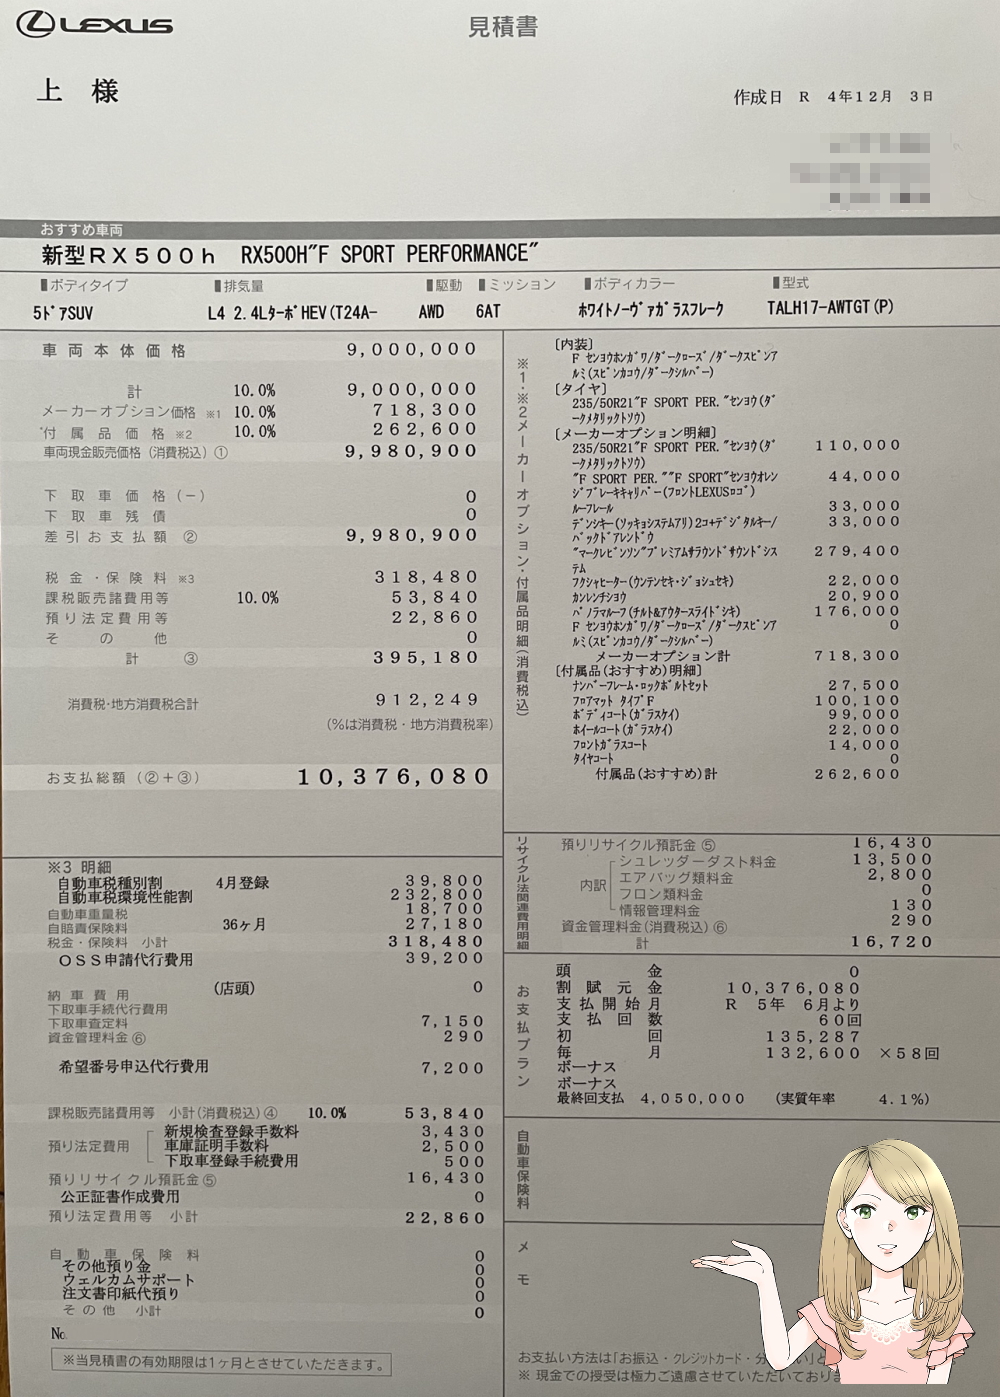 LEXUS
見積書
上 様
作成日 R 4年12月 3日
おすすめ車両
新型RX500h RX500H"F SPORT PERFORMANCE"
ボディタイプ 排気量 駆動 ミッション ボディカラー 型式
5ドアSUV L4 2.4LターボHEV(T24A- AWD 6AT ホワイトノーヴァガラスフレーク TALH17-AWTGT(P)
車両本体価格 9,000,000
計 10.0% 9,000,000
メーカーオプション価格 ※1 10.0% 718,300
付属品価格 ※2 10.0% 262,600
車両現金販売価格(消費税込)① 9,980,900
下取車価格(−) 0
下取車残債 0
差引お支払額 ② 9,980,900
税金・保険料 ※3 318,480
課税販売諸費用等 10.0% 53,840
預り法定費用等 22,860
その他 0
計 ③ 395,180
消費税・地方消費税合計 912,249
(%は消費税・地方消費税率)
お支払総額(②+③) 10,376,080
※1・※2メーカーオプション・付属品明細(消費税込)
[内装]
F センヨウホンガワ/ダークローズ/ダークスピンア
ルミ(スピンカコウ/ダークシルバー)
[タイヤ]
235/50R21"F SPORT PER."センヨウ(ダ
ークメタリックトソウ)
[メーカーオプション明細]
235/50R21"F SPORT PER."センヨウ(ダ 110,000
ークメタリックトソウ)
"F SPORT PER.""F SPORT"センヨウオレン 44,000
ジブレーキキャリパー(フロントLEXUSロゴ)
ルーフレール 33,000
デンシキー(ソッキョシステムアリ)2コ+デジタルキー/ 33,000
バックドアレンドウ
"マークレビンソン"プレミアムサラウンドサウンドシス 279,400
テム
フクシャヒーター(ウンテンセキ・ジョシュセキ) 22,000
カンレンチショウ 20,900
パノラマルーフ(チルト&アウタースライドシキ) 176,000
F センヨウホンガワ/ダークローズ/ダークスピンア 0
ルミ(スピンカコウ/ダークシルバー)
メーカーオプション計 718,300
[付属品(おすすめ)明細]
ナンバーフレーム・ロックボルトセット 27,500
フロアマット タイプF 100,100
ボディコート(ガラスケイ) 99,000
ホイールコート(ガラスケイ) 22,000
フロントガラスコート 14,000
タイヤコート 0
付属品(おすすめ)計 262,600
※3 明細
自動車税種別割 4月登録 39,800
自動車税環境性能割 232,800
自動車重量税 18,700
自賠責保険料 36ヶ月 27,180
税金・保険料 小計 318,480
OSS申請代行費用 39,200
納車費用 (店頭) 0
下取車手続代行費用
下取車査定料 7,150
資金管理料金⑥ 290
希望番号申込代行費用 7,200
課税販売諸費用等 小計(消費税込)④ 10.0% 53,840
預り法定費用
新規検査登録手数料 3,430
車庫証明手数料 2,500
下取車登録手続費用 500
預りリサイクル預託金⑤ 16,430
公正証書作成費用 0
預り法定費用等 小計 22,860
自動車保険料 0
その他預り金 0
ウェルカムサポート 0
注文書印紙代預り 0
その他 小計 0
No.
※当見積書の有効期限は1ヶ月とさせていただきます。
リサイクル法関連費用明細
預りリサイクル預託金⑤ 16,430
内訳
シュレッダーダスト料金 13,500
エアバッグ類料金 2,800
フロン類料金 0
情報管理料金 130
資金管理料金(消費税込)⑥ 290
計 16,720
お支払プラン
頭金 0
割賦元金 10,376,080
支払開始月 R 5年 6月より
支払回数 60回
初回 135,287
毎月 132,600 ×58回
ボーナス
ボーナス
最終回支払 4,050,000 (実質年率 4.1%)
自動車保険料
メモ
お支払い方法は「お振込・クレジットカード・分
※ 現金での授受は極力ご遠慮させていただいており